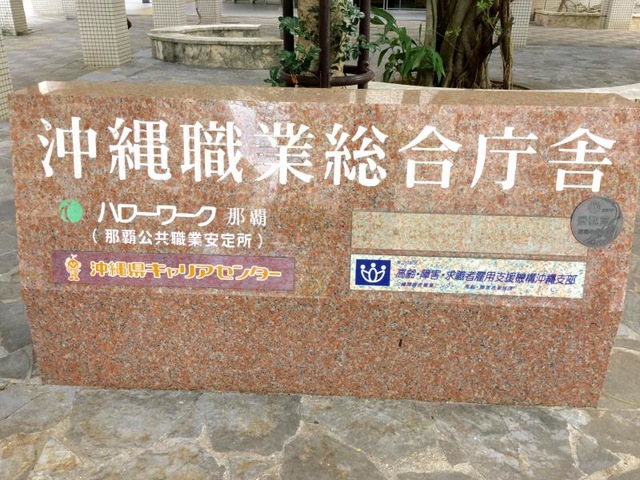 沖縄職業総合庁舎
ハローワーク 那覇
(那覇公共職業安定所)
沖縄県キャリアセンター
高齢・障害・求職者雇用支援機構沖縄支部